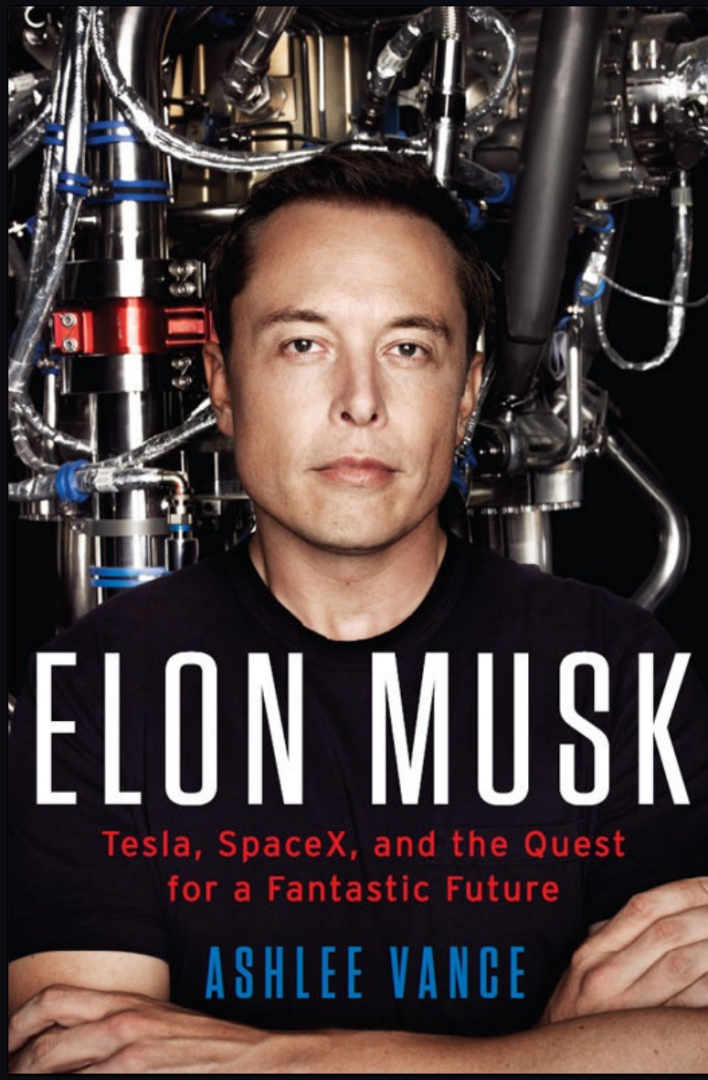 ELON MUSK
Tesla, SpaceX, and the Quest
for a Fantastic Future
ASHLEE VANCE